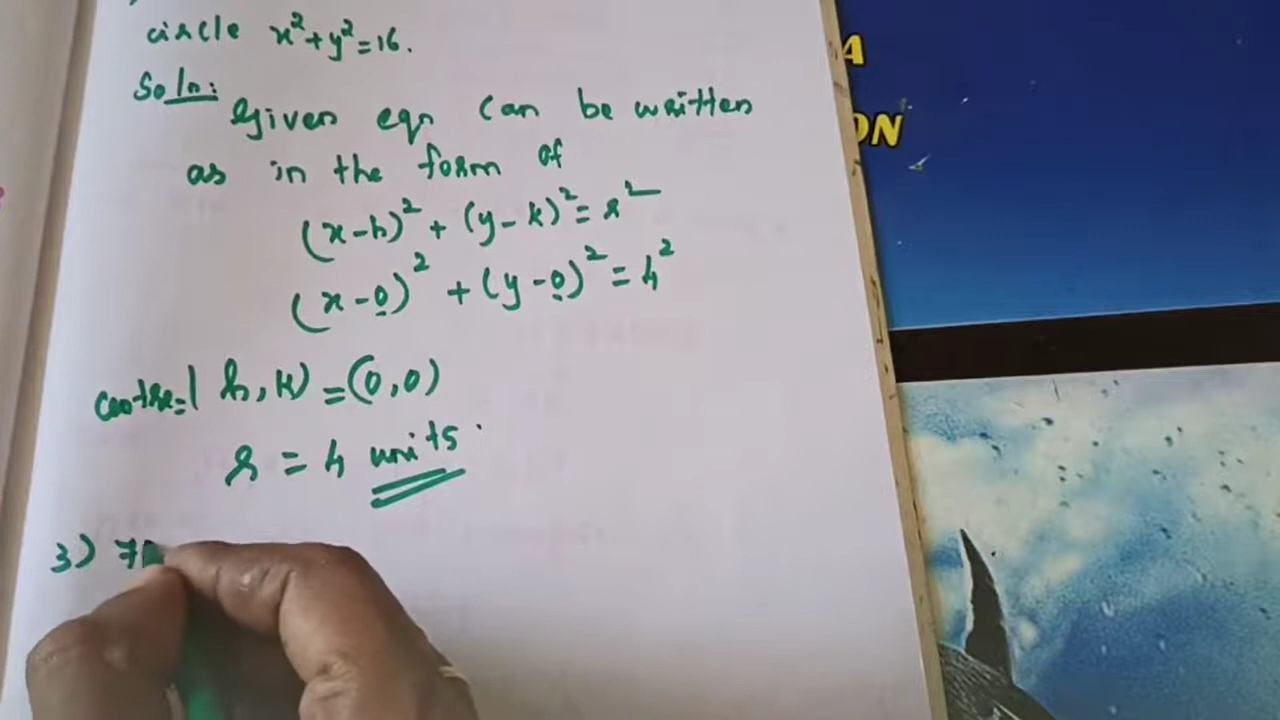 circle x²+y²=16.
Soln:
Given eqn can be written
as in the form of
(x-h)²+(y-k)²=r²
(x-0)²+(y-0)²=4²
centre=(h,k)=(0,0)
r=4 units.
3)
A
ON